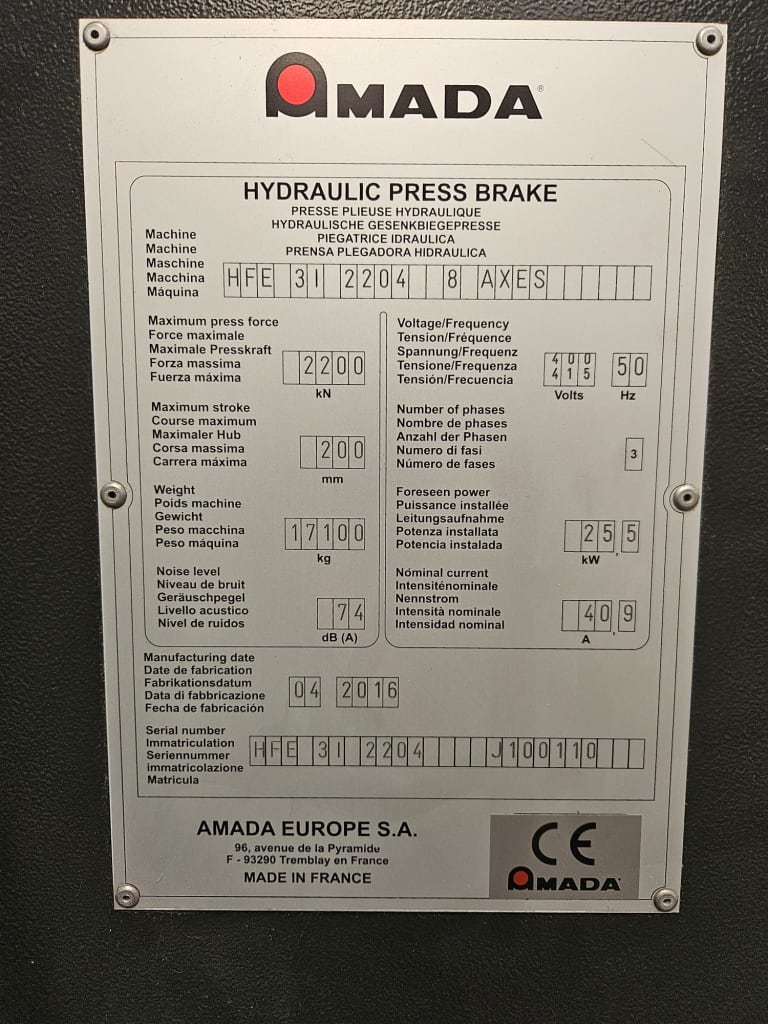 AMADA®
HYDRAULIC PRESS BRAKE
PRESSE PLIEUSE HYDRAULIQUE
HYDRAULISCHE GESENKBIEGEPRESSE
PIEGATRICE IDRAULICA
PRENSA PLEGADORA HIDRAULICA
Machine
Machine
Maschine
Macchina
Máquina
HFE 3I 2204 8 AXES
Maximum press force
Force maximale
Maximale Presskraft
Forza massima
Fuerza máxima
2200
kN
Maximum stroke
Course maximum
Maximaler Hub
Corsa massima
Carrera máxima
200
mm
Weight
Poids machine
Gewicht
Peso macchina
Peso máquina
17100
kg
Noise level
Niveau de bruit
Geräuschpegel
Livello acustico
Nivel de ruidos
74
dB (A)
Voltage/Frequency
Tension/Fréquence
Spannung/Frequenz
Tensione/Frequenza
Tensión/Frecuencia
400
415
50
Volts Hz
Number of phases
Nombre de phases
Anzahl der Phasen
Numero di fasi
Número de fases
3
Foreseen power
Puissance installée
Leitungsaufnahme
Potenza installata
Potencia instalada
25,5
kW
Nóminal current
Intensiténominale
Nennstrom
Intensità nominale
Intensidad nominal
40,9
A
Manufacturing date
Date de fabrication
Fabrikationsdatum
Data di fabbricazione
Fecha de fabricación
04 2016
Serial number
Immatriculation
Seriennummer
immatricolazione
Matricula
HFE 3I 2204 J100110
AMADA EUROPE S.A.
96, avenue de la Pyramide
F - 93290 Tremblay en France
MADE IN FRANCE
CE
AMADA